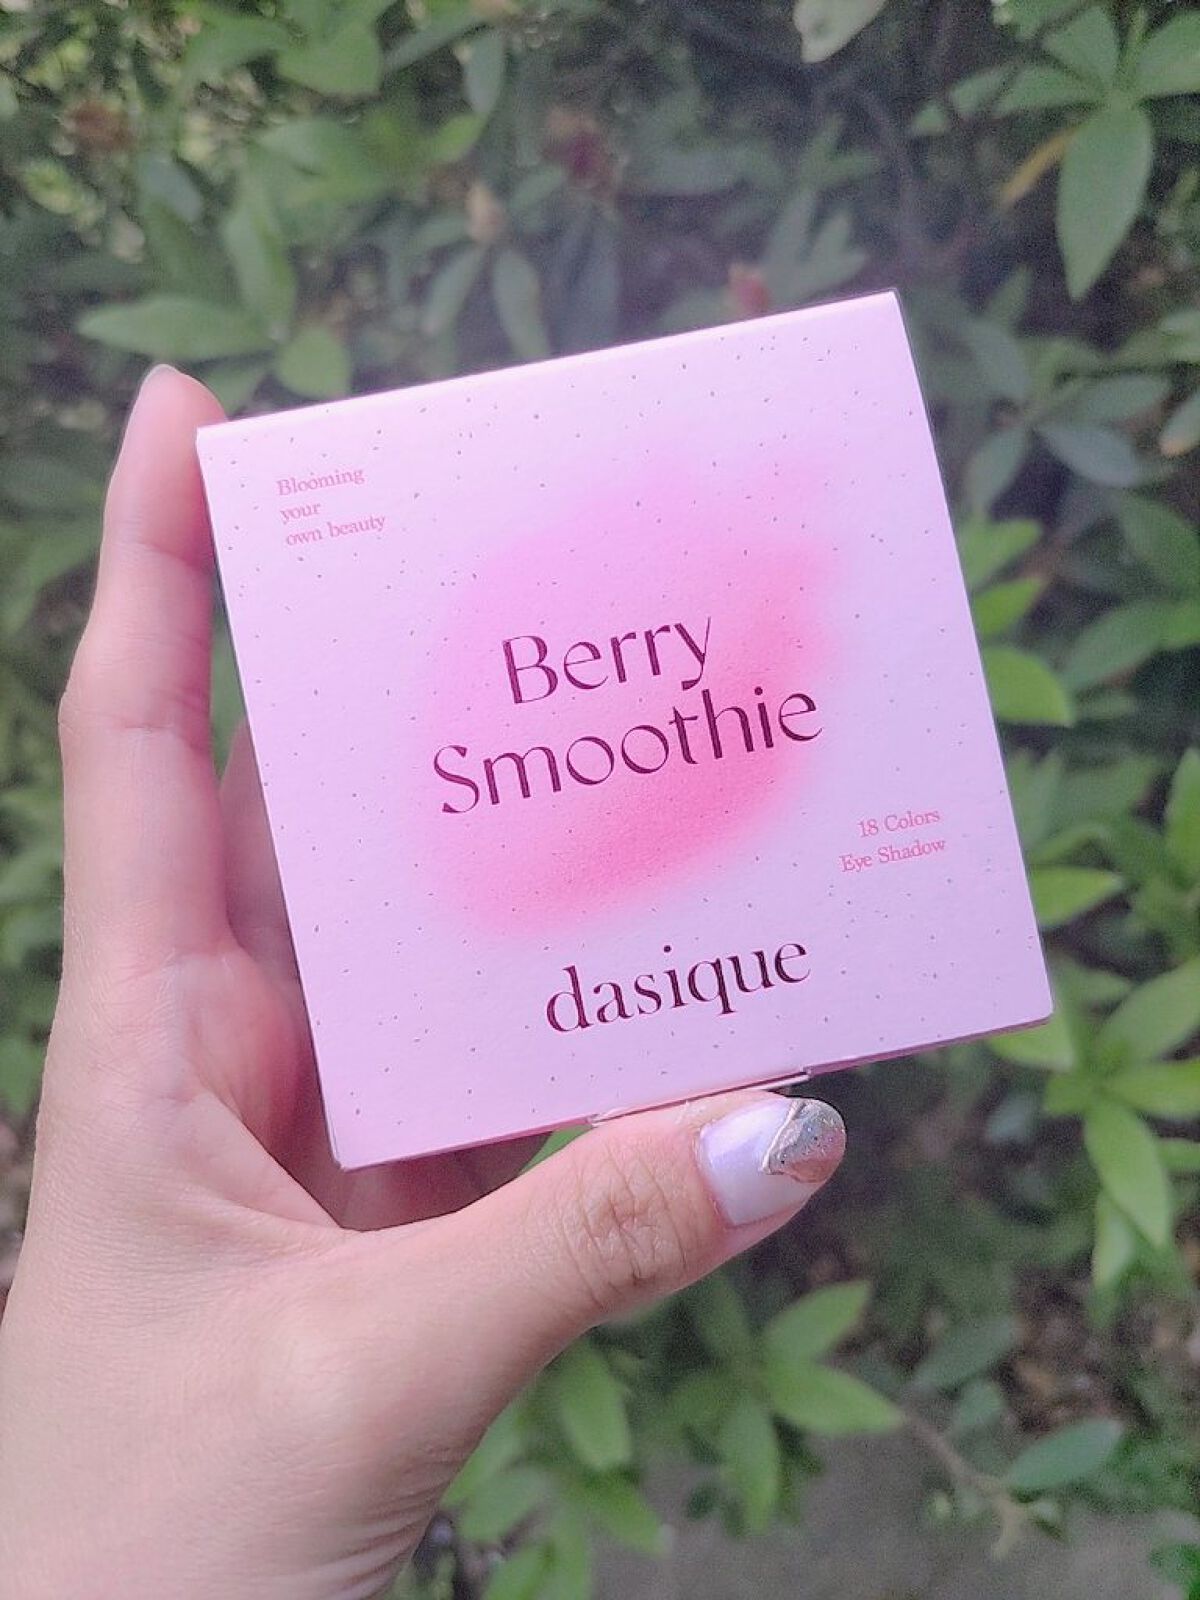 Blooming
your
own beauty
Berry
Smoothie
18 Colors
Eye Shadow
dasique